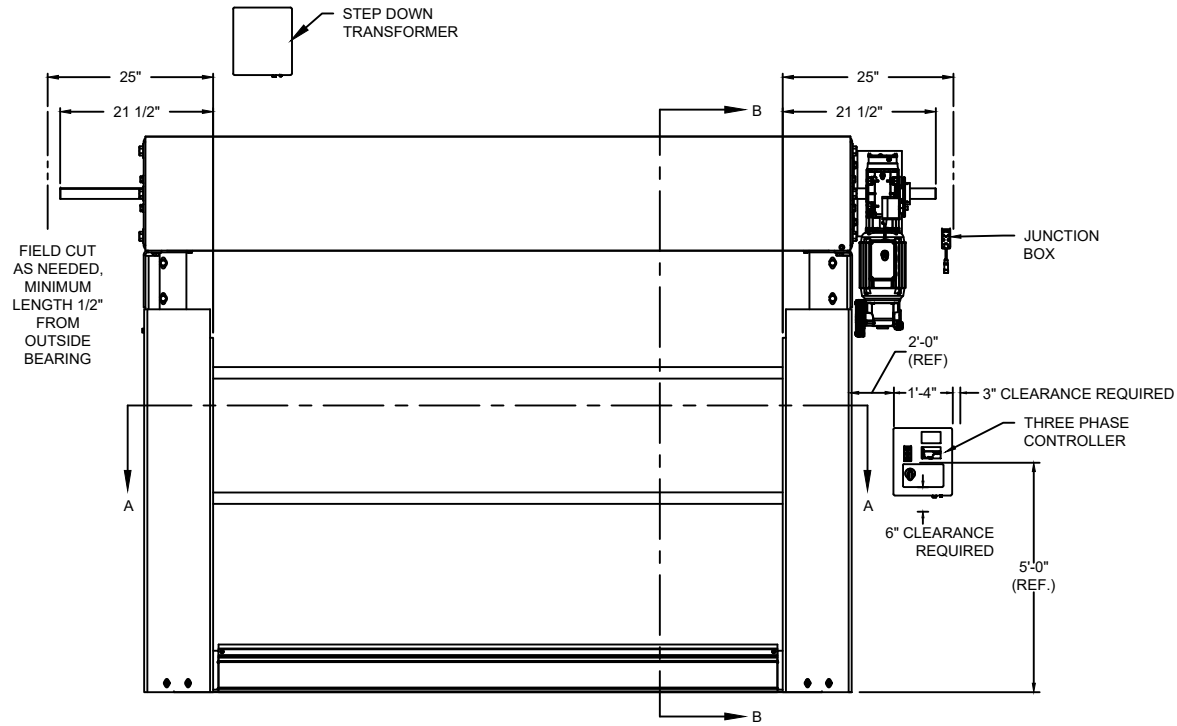 STEP DOWN
TRANSFORMER
25"
25"
21 1/2"
21 1/2"
B
FIELD CUT
AS NEEDED,
MINIMUM
LENGTH 1/2"
FROM
OUTSIDE
BEARING
JUNCTION
BOX
2'-0"
(REF)
1'-4"
3" CLEARANCE REQUIRED
THREE PHASE
CONTROLLER
A
A
6" CLEARANCE
REQUIRED
5'-0"
(REF.)
B